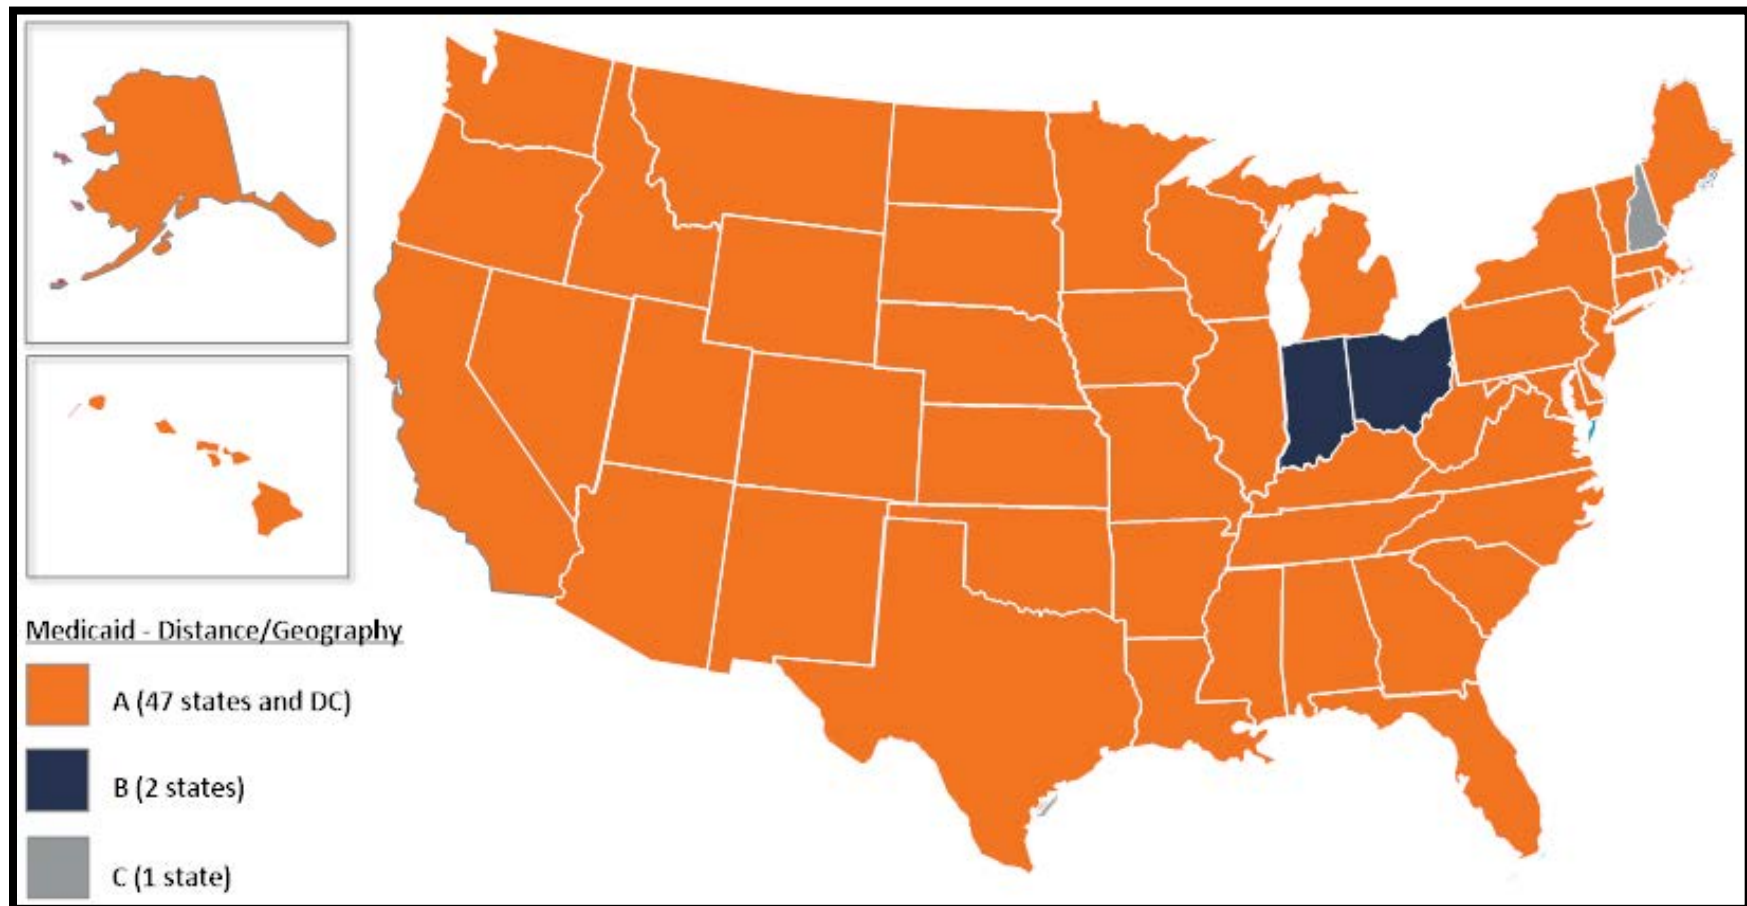 Medicaid - Distance/Geography
A (47 states and DC)
B (2 states)
C (1 state)